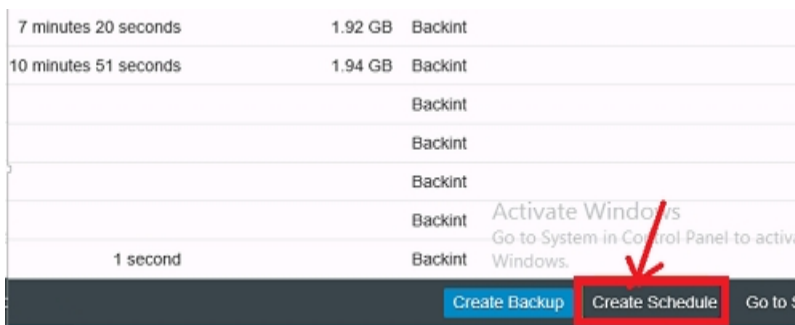 7 minutes 20 seconds 1.92 GB Backint
10 minutes 51 seconds 1.94 GB Backint
Backint
Backint
Backint
Backint
Activate Windows
Go to System in Control Panel to
1 second Backint Windows.
Create Backup Create Schedule Go to